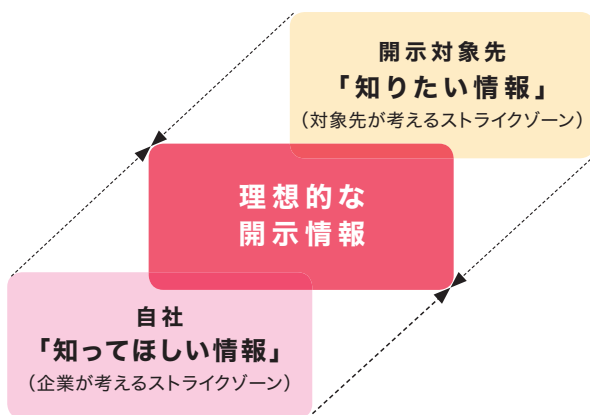 開示対象先
「知りたい情報」
（対象先が考えるストライクゾーン）
理想的な
開示情報
自社
「知ってほしい情報」
（企業が考えるストライクゾーン）